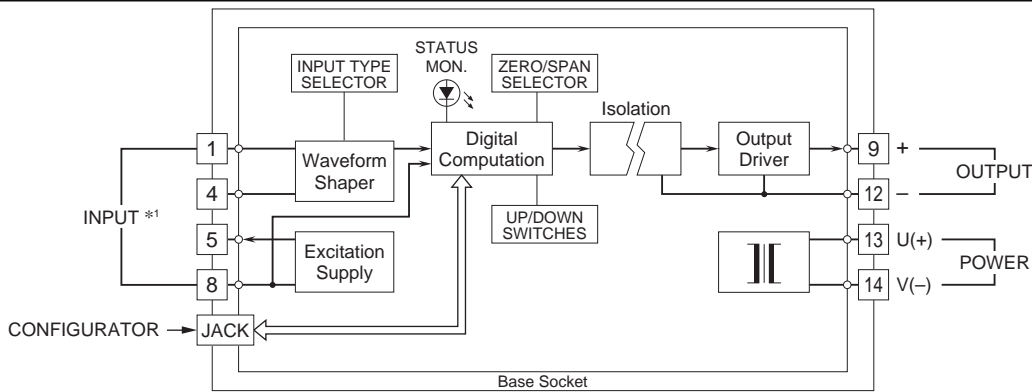 STATUS
MON.
INPUT TYPE
SELECTOR
ZERO/SPAN
SELECTOR
Isolation
1
Waveform
Shaper
Digital
Computation
Output
Driver
9
+
OUTPUT
4
12
–
INPUT *1
UP/DOWN
SWITCHES
5
Excitation
Supply
13
U(+)
POWER
8
14
V(–)
CONFIGURATOR
JACK
Base Socket